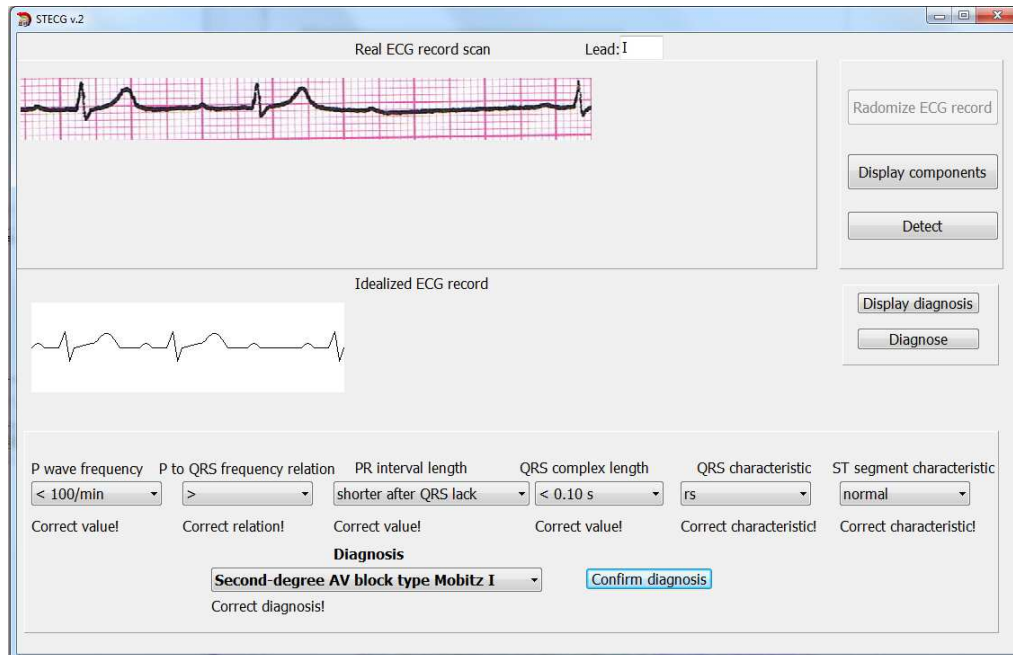 STECG v.2
Real ECG record scan Lead: I
Radomize ECG record
Display components
Detect
Idealized ECG record
Display diagnosis
Diagnose
P wave frequency P to QRS frequency relation PR interval length QRS complex length QRS characteristic ST segment characteristic
< 100/min > shorter after QRS lack < 0.10 s rs normal
Correct value! Correct relation! Correct value! Correct value! Correct characteristic! Correct characteristic!
Diagnosis
Second-degree AV block type Mobitz I Confirm diagnosis
Correct diagnosis!